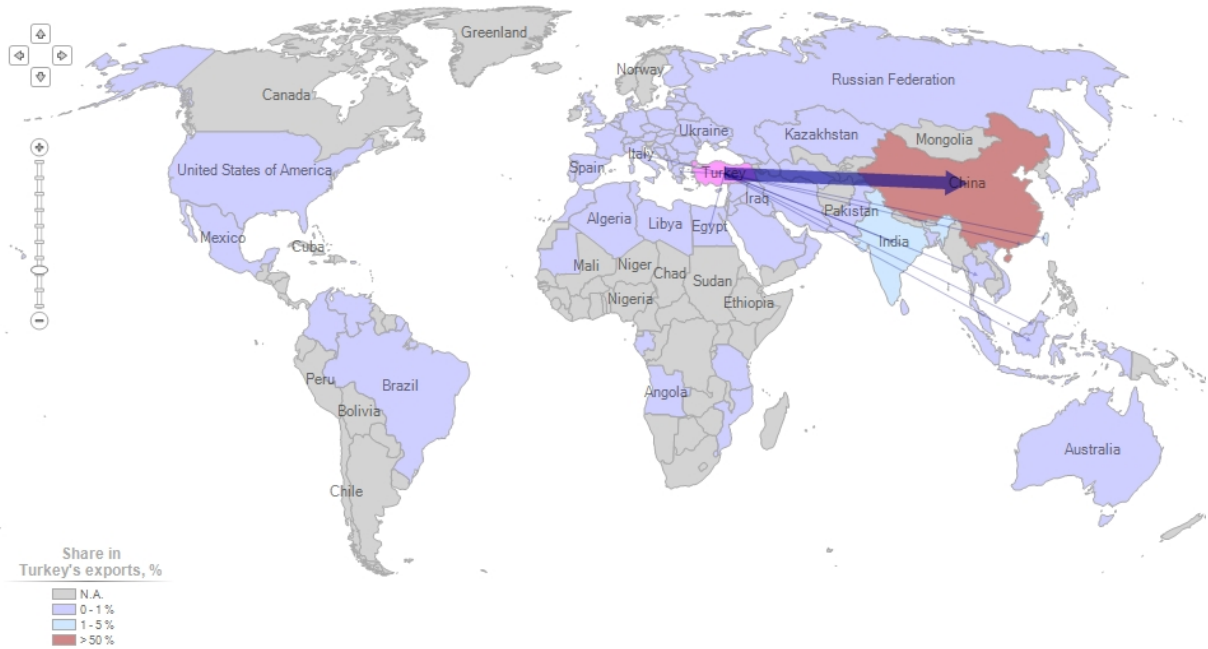 Greenland
Norway
Russian Federation
Canada
Ukraine
Kazakhstan
Mongolia
Italy
Spain
United States of America
Turkey
China
Iraq
Pakistan
Algeria
Libya
Egypt
India
Mexico
Cuba
Mali
Niger
Chad
Sudan
Nigeria
Ethiopia
Peru
Brazil
Angola
Bolivia
Australia
Chile
Share in
Turkey's exports, %
N.A.
0 - 1 %
1 - 5 %
> 50 %